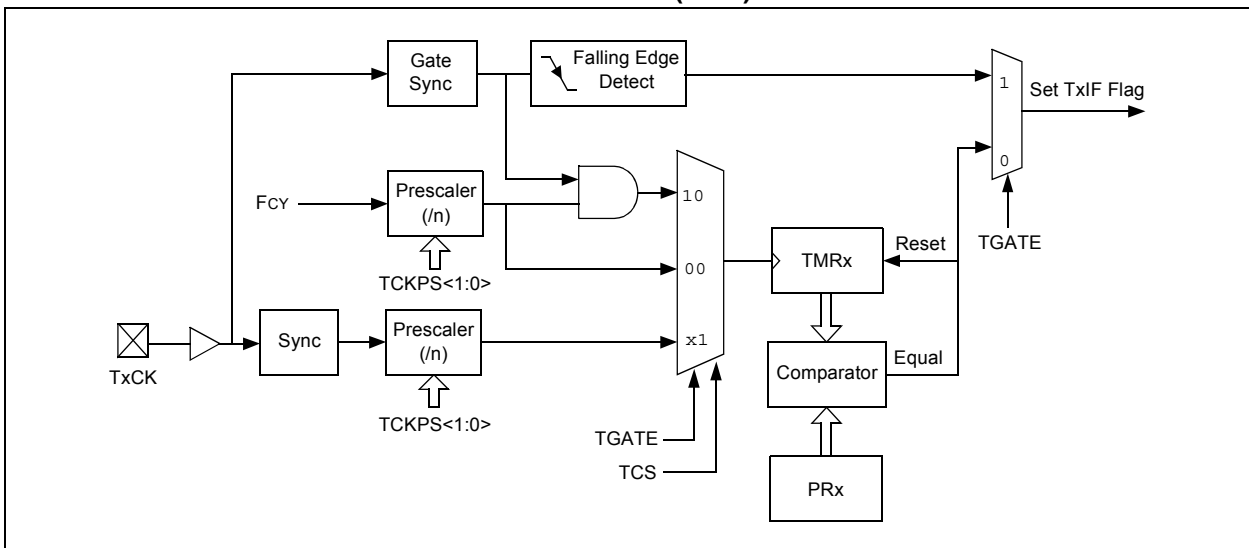 Gate
Sync
Falling Edge
Detect
1
Set TxIF Flag
0
TGATE
FCY
Prescaler
(/n)
TCKPS<1:0>
10
00
x1
TMRx
Reset
TxCK
Sync
Prescaler
(/n)
TCKPS<1:0>
Comparator
Equal
TGATE
TCS
PRx